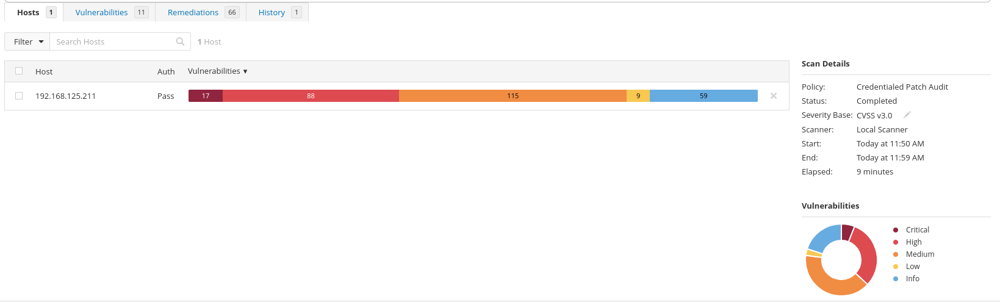 Hosts 1 Vulnerabilities 11 Remediations 66 History 1
Filter Search Hosts 1 Host
Host Auth Vulnerabilities ▼
192.168.125.211 Pass 17 88 115 9 59
Scan Details
Policy: Credentialed Patch Audit
Status: Completed
Severity Base: CVSS v3.0
Scanner: Local Scanner
Start: Today at 11:50 AM
End: Today at 11:59 AM
Elapsed: 9 minutes
Vulnerabilities
Critical
High
Medium
Low
Info